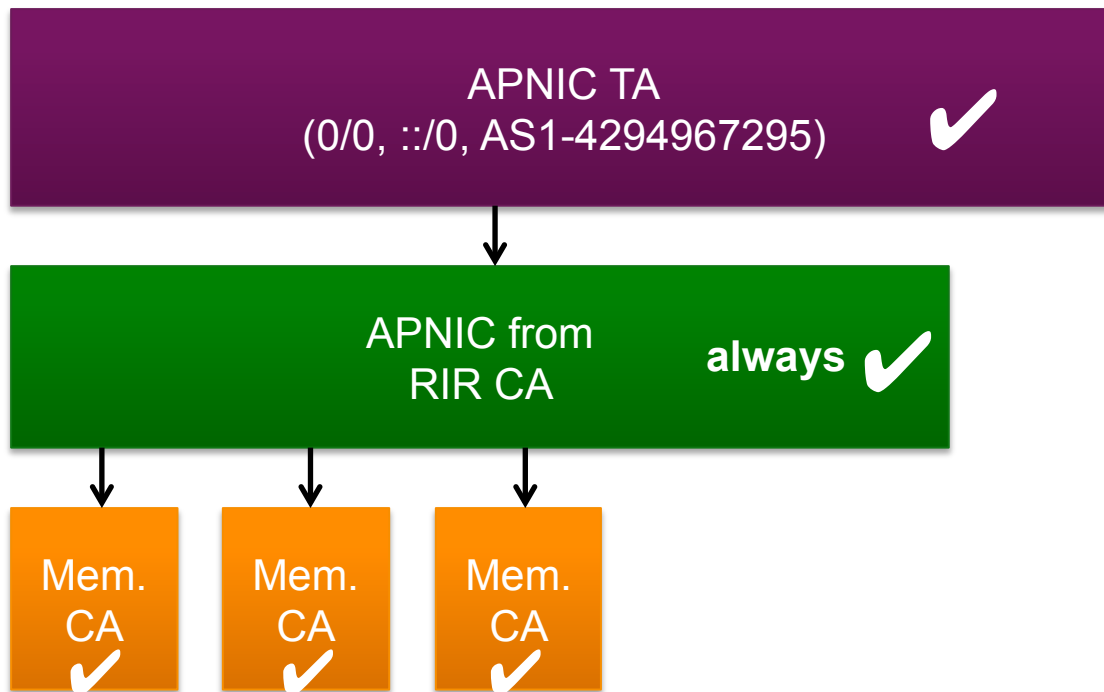 APNIC TA
(0/0, ::/0, AS1-4294967295)
APNIC from
RIR CA
always
Mem.
CA
Mem.
CA
Mem.
CA